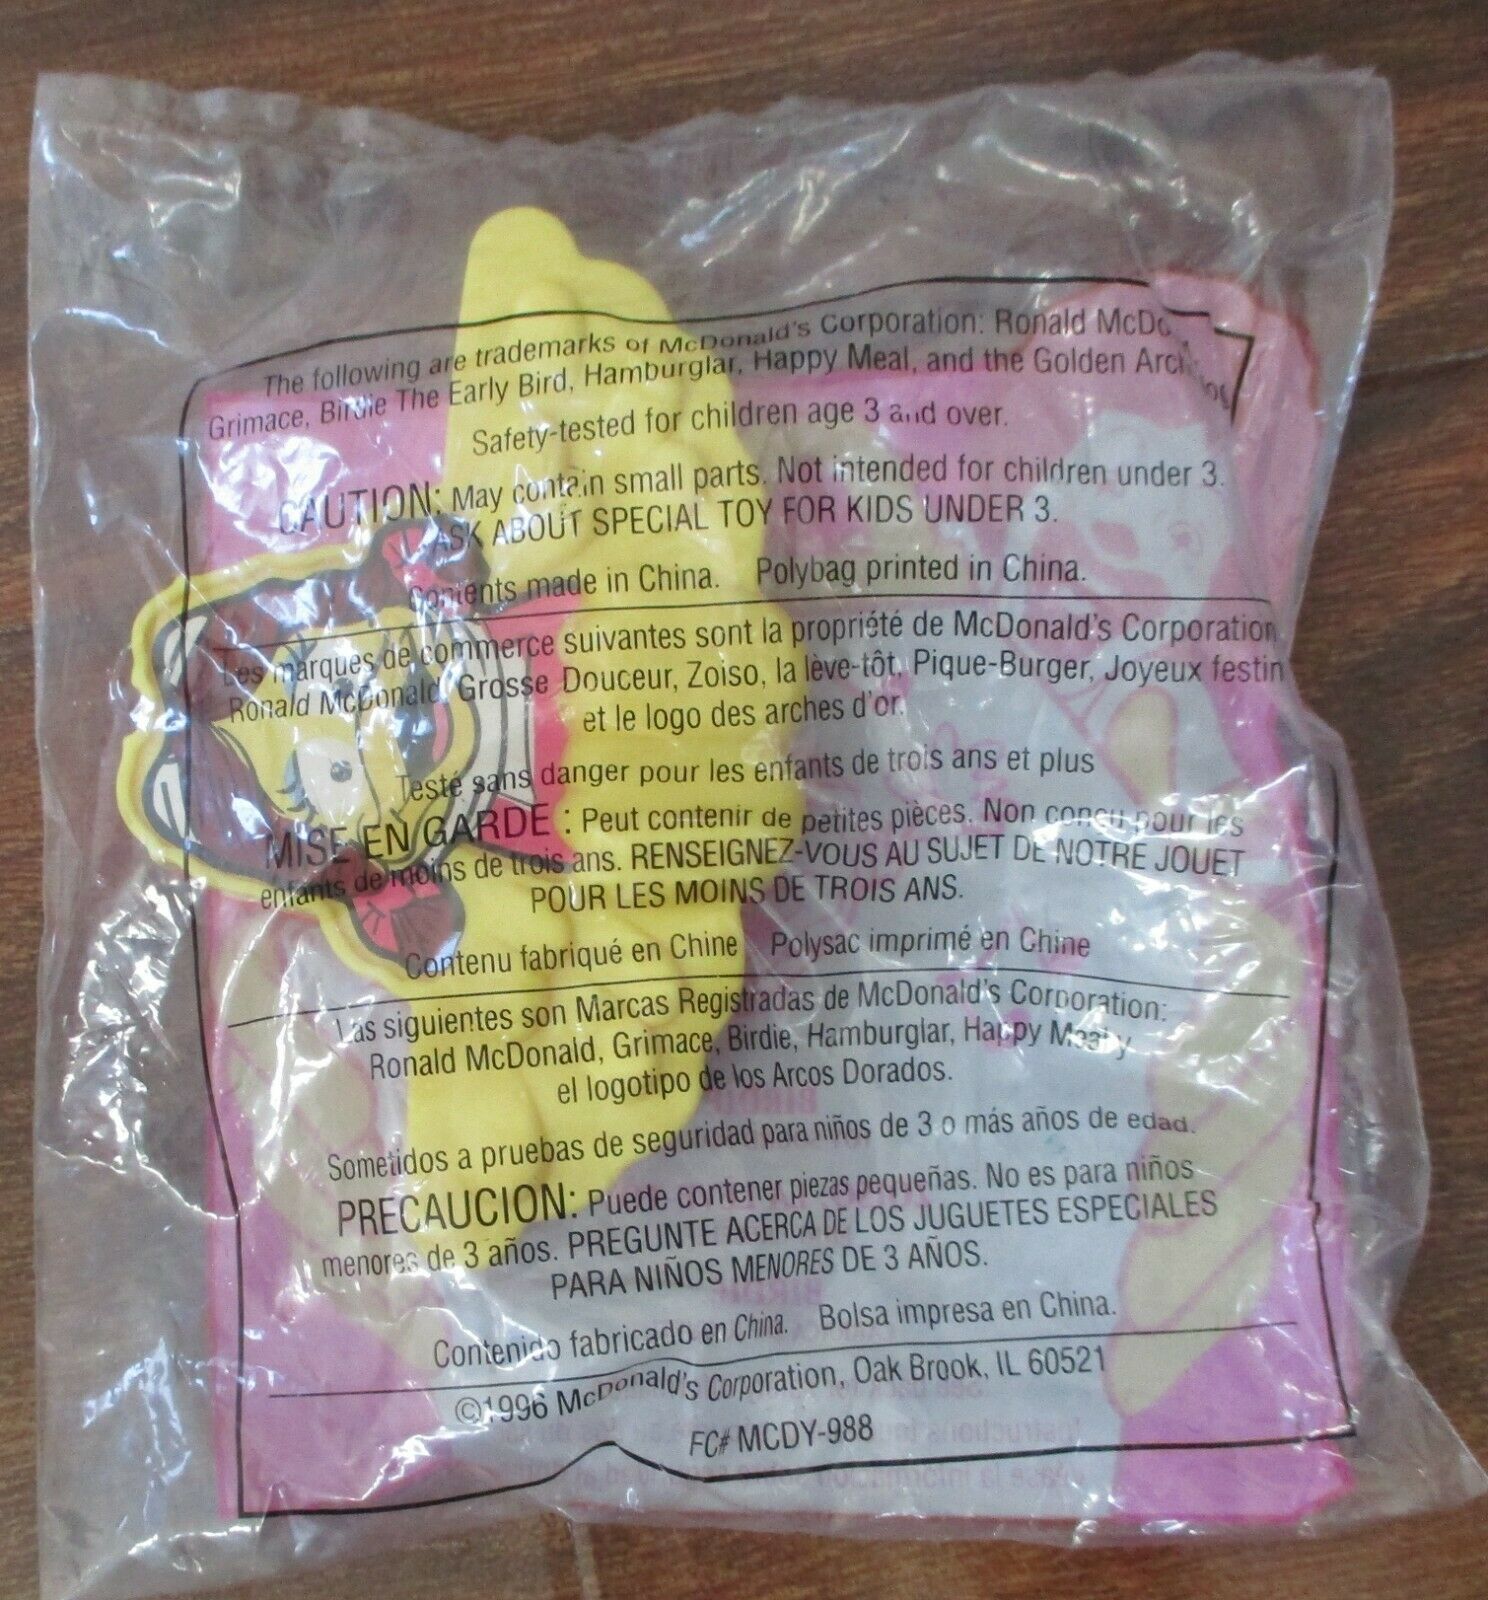 The following are trademarks of McDonald's Corporation: Ronald
Grimace, Birdie The Early Bird, Hamburglar, Happy Meal, and the Golden
Safety-tested for children age 3 and over.
CAUTION: May contain small parts. Not intended for children under 3.
ASK ABOUT SPECIAL TOY FOR KIDS UNDER 3.
Contents made in China. Polybag printed in China.
Les marques de commerce suivantes sont la propriété de McDonald's Corporation
Ronald McDonald, Grosse Douceur, Zoiso, la lève-tôt, Pique-Burger, Joyeux festin
et le logo des arches d'or.
Testé sans danger pour les enfants de trois ans et plus
MISE EN GARDE : Peut contenir de petites pièces. Non conçu pour les
enfants de moins de trois ans. RENSEIGNEZ-VOUS AU SUJET DE NOTRE JOUET
POUR LES MOINS DE TROIS ANS.
Contenu fabriqué en Chine Polysac imprimé en Chine
Las siguientes son Marcas Registradas de McDonald's Corporation:
Ronald McDonald, Grimace, Birdie, Hamburglar, Happy Meal y
el logotipo de los Arcos Dorados.
Sometidos a pruebas de seguridad para niños de 3 o más años de edad.
PRECAUCION: Puede contener piezas pequeñas. No es para niños
menores de 3 años. PREGUNTE ACERCA DE LOS JUGUETES ESPECIALES
PARA NIÑOS MENORES DE 3 AÑOS.
Contenido fabricado en China. Bolsa impresa en China.
©1996 McDonald's Corporation, Oak Brook, IL 60521
FC# MCDY-988